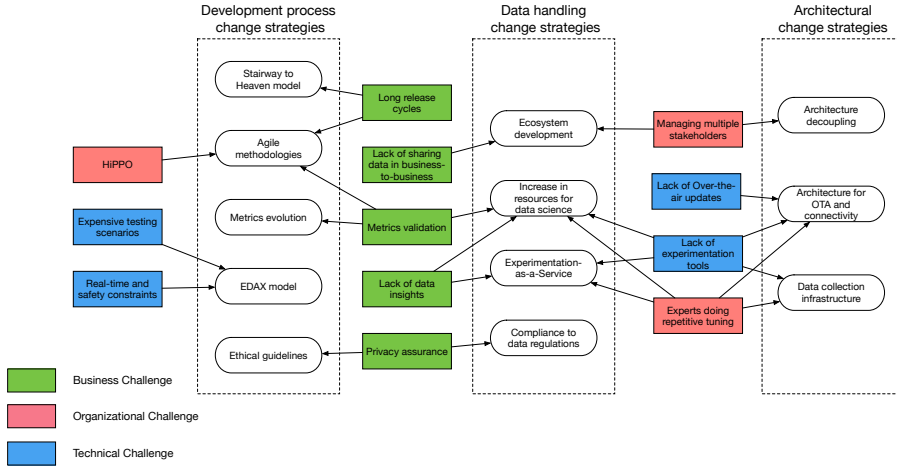 Development process
change strategies
Data handling
change strategies
Architectural
change strategies
Stairway to
Heaven model
Agile
methodologies
Metrics evolution
EDAX model
Ethical guidelines
HiPPO
Expensive testing
scenarios
Real-time and
safety constraints
Long release
cycles
Lack of sharing
data in business-
to-business
Metrics validation
Lack of data
insights
Privacy assurance
Ecosystem
development
Increase in
resources for
data science
Experimentation-
as-a-Service
Compliance to
data regulations
Managing multiple
stakeholders
Lack of Over-the-
air updates
Lack of
experimentation
tools
Experts doing
repetitive tuning
Architecture
decoupling
Architecture for
OTA and
connectivity
Data collection
infrastructure
Business Challenge
Organizational Challenge
Technical Challenge